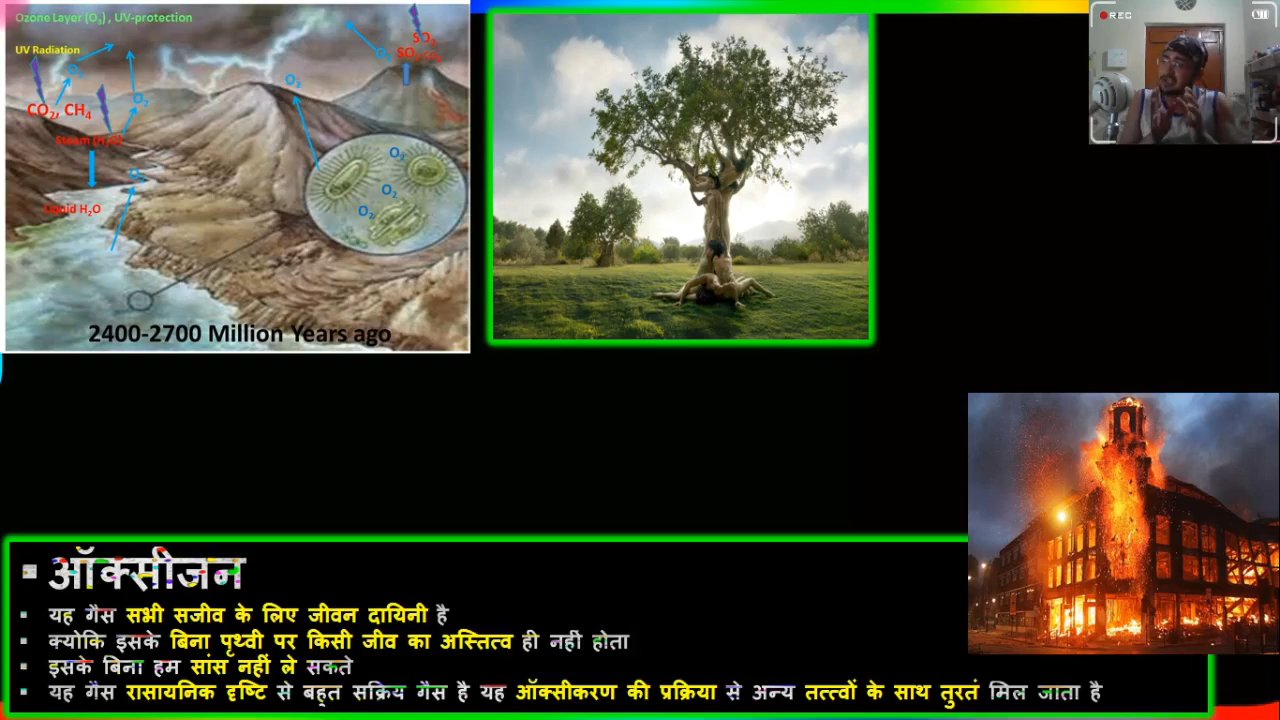 Ozone Layer (O₃) , UV-protection
UV Radiation
O₃
CO₂, CH₄
O₂
Steam (H₂O)
O₂
Liquid H₂O
O₂
SO₂
O₂
O₂
O₂
2400-2700 Million Years ago
REC
ऑक्सीजन
यह गैस सभी सजीव के लिए जीवन दायिनी है
क्योकि इसके बिना पृथ्वी पर किसी जीव का अस्तित्व ही नहीं होता
इसके बिना हम सांस नहीं ले सकते
यह गैस रासायनिक दृष्टि से बहूत सक्रिय गैस है यह ऑक्सीकरण की प्रक्रिया से अन्य तत्त्वों के साथ तुरतं मिल जाता है